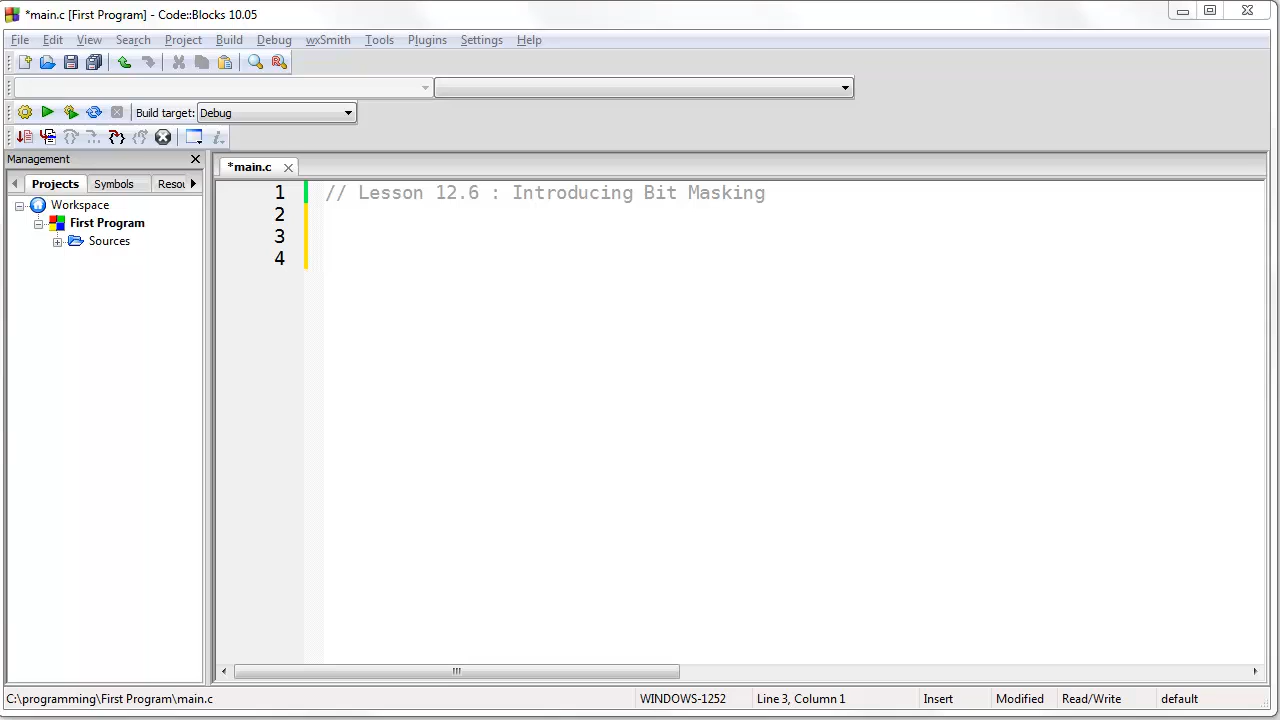 *main.c [First Program] - Code::Blocks 10.05
File Edit View Search Project Build Debug wxSmith Tools Plugins Settings Help
Build target: Debug
Management
Projects Symbols Resou
Workspace
First Program
Sources
*main.c
1 // Lesson 12.6 : Introducing Bit Masking
2
3
4
C:\programming\First Program\main.c WINDOWS-1252 Line 3, Column 1 Insert Modified Read/Write default